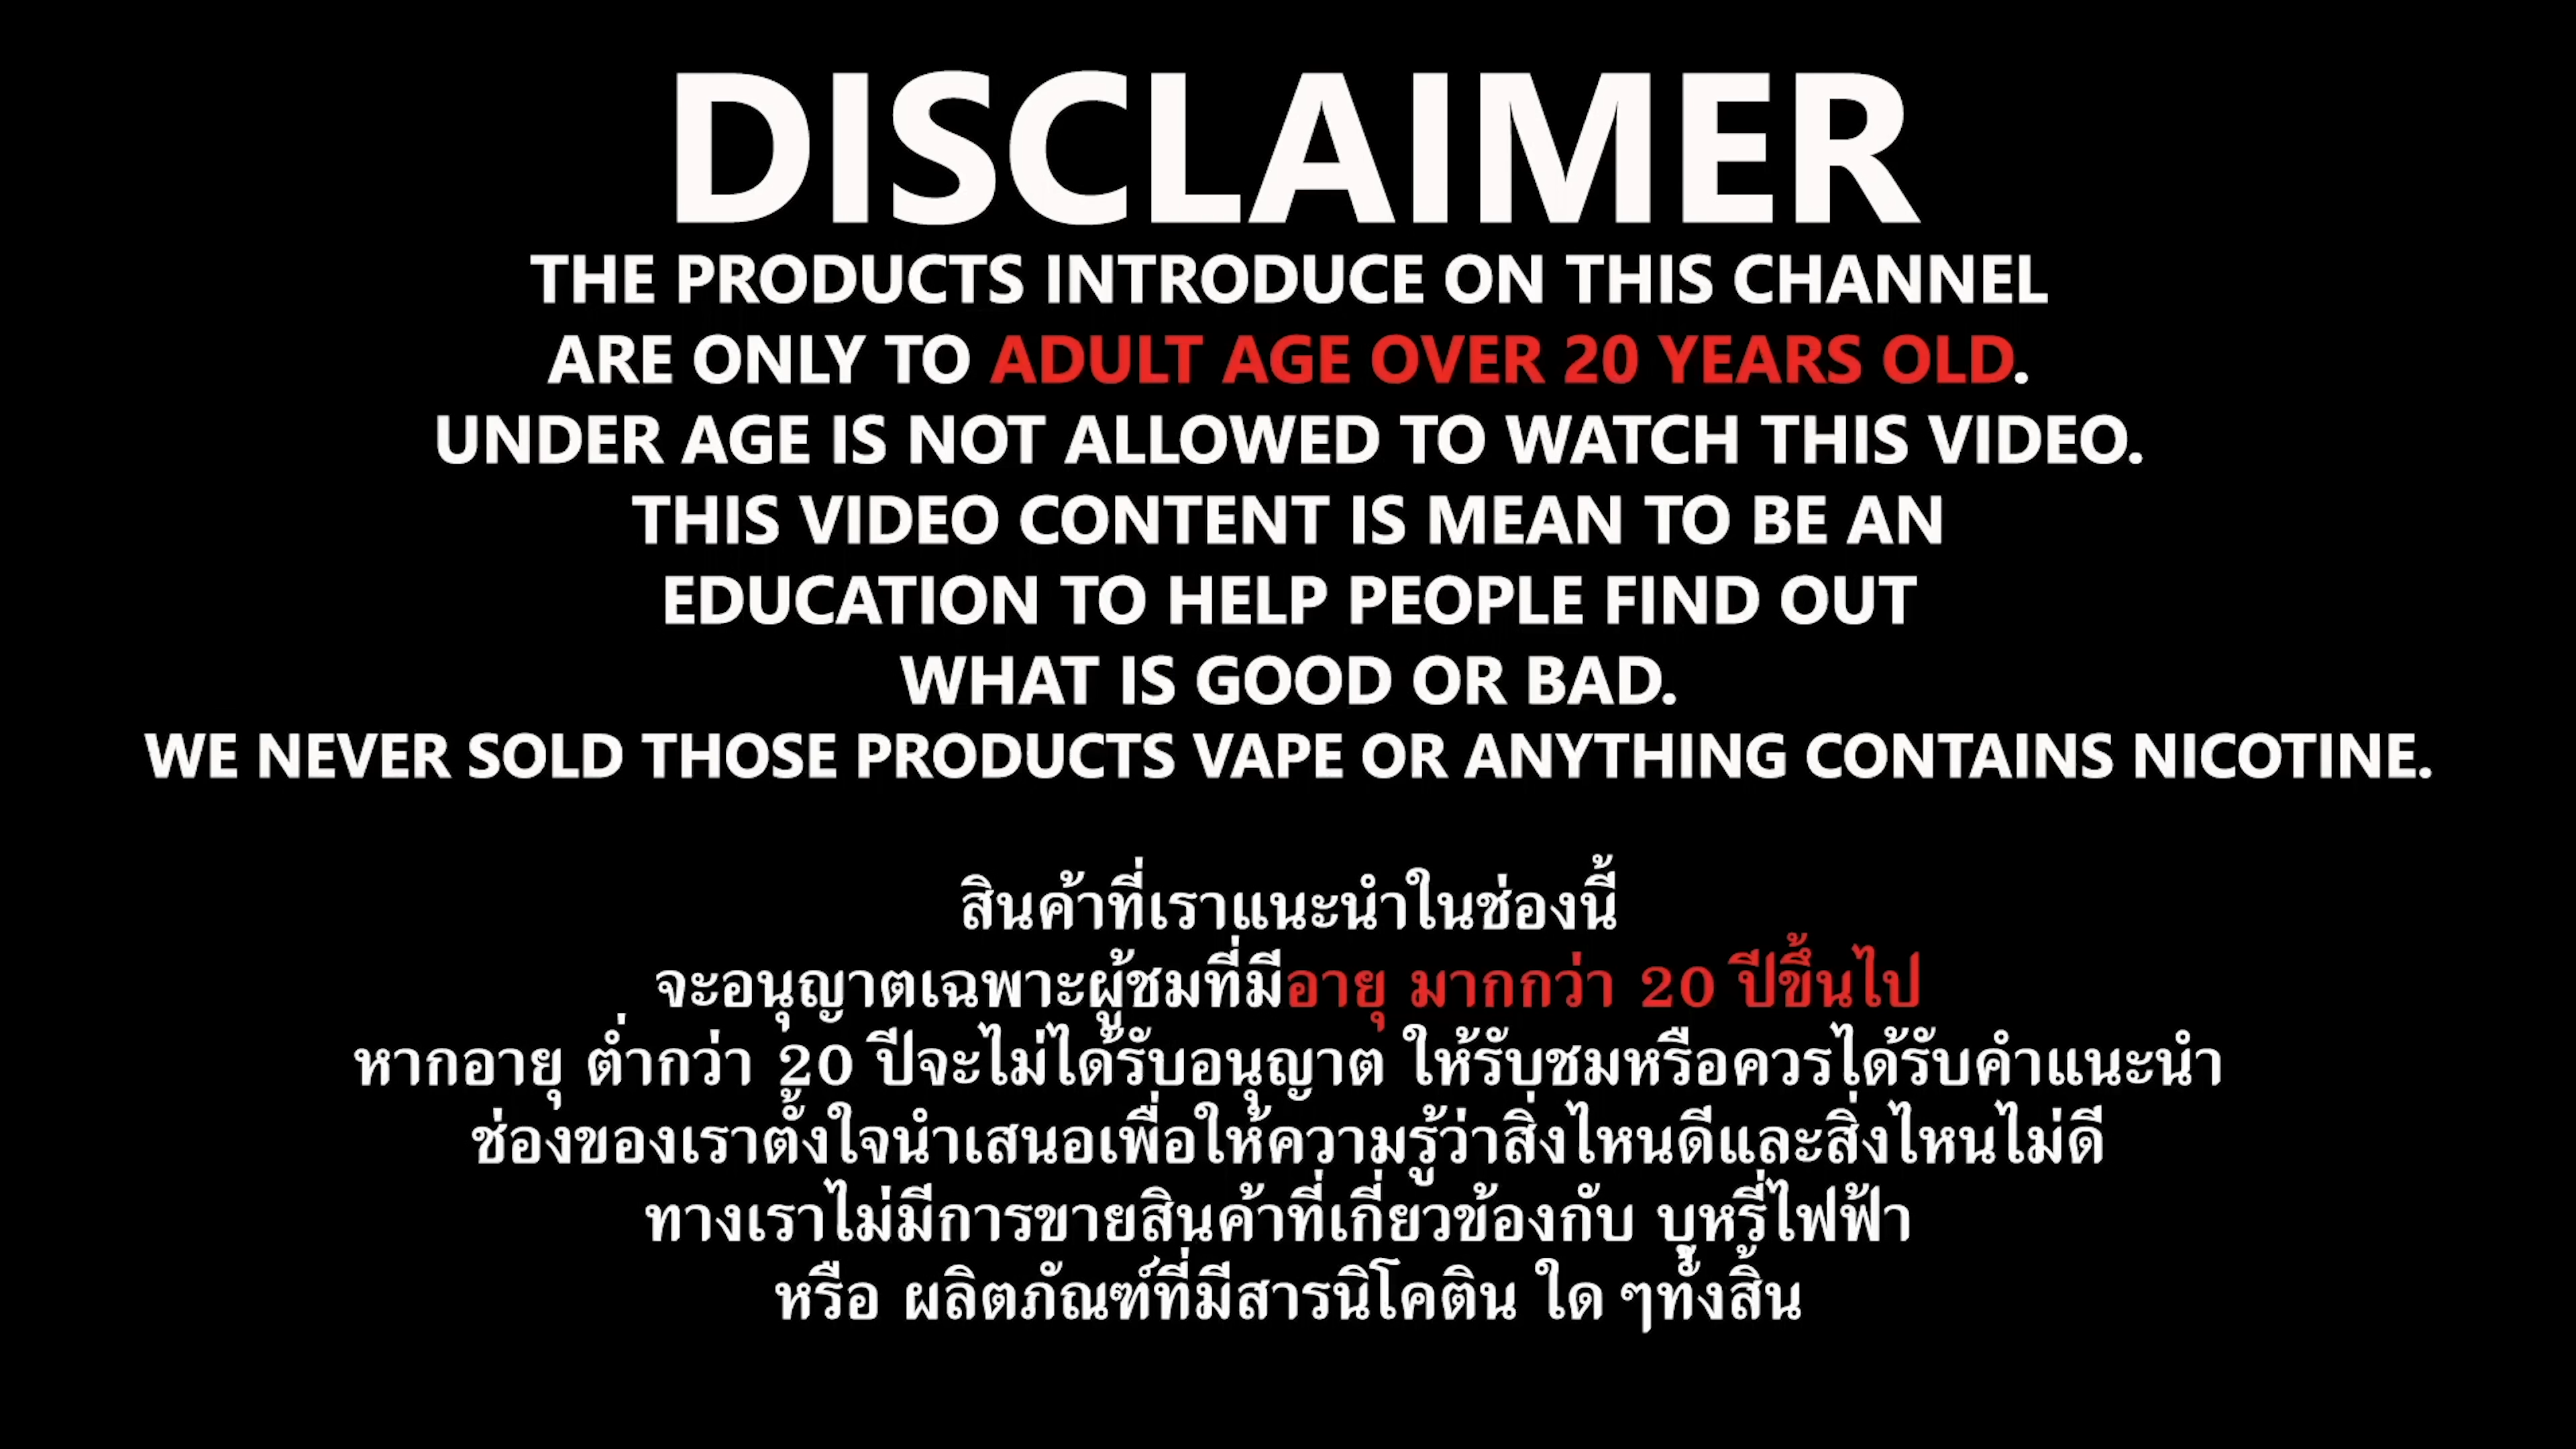 DISCLAIMER
THE PRODUCTS INTRODUCE ON THIS CHANNEL
ARE ONLY TO ADULT AGE OVER 20 YEARS OLD.
UNDER AGE IS NOT ALLOWED TO WATCH THIS VIDEO.
THIS VIDEO CONTENT IS MEAN TO BE AN
EDUCATION TO HELP PEOPLE FIND OUT
WHAT IS GOOD OR BAD.
WE NEVER SOLD THOSE PRODUCTS VAPE OR ANYTHING CONTAINS NICOTINE.
สินค้าที่เราแนะนำในช่องนี้
จะอนุญาตเฉพาะผู้ชมที่มีอายุ มากกว่า 20 ปีขึ้นไป
หากอายุ ต่ำกว่า 20 ปีจะไม่ได้รับอนุญาต ให้รับชมหรือควรได้รับคำแนะนำ
ช่องของเราตั้งใจนำเสนอเพื่อให้ความรู้ว่าสิ่งไหนดีและสิ่งไหนไม่ดี
ทางเราไม่มีการขายสินค้าที่เกี่ยวข้องกับ บุหรี่ไฟฟ้า
หรือ ผลิตภัณฑ์ที่มีสารนิโคติน ใด ๆทั้งสิ้น